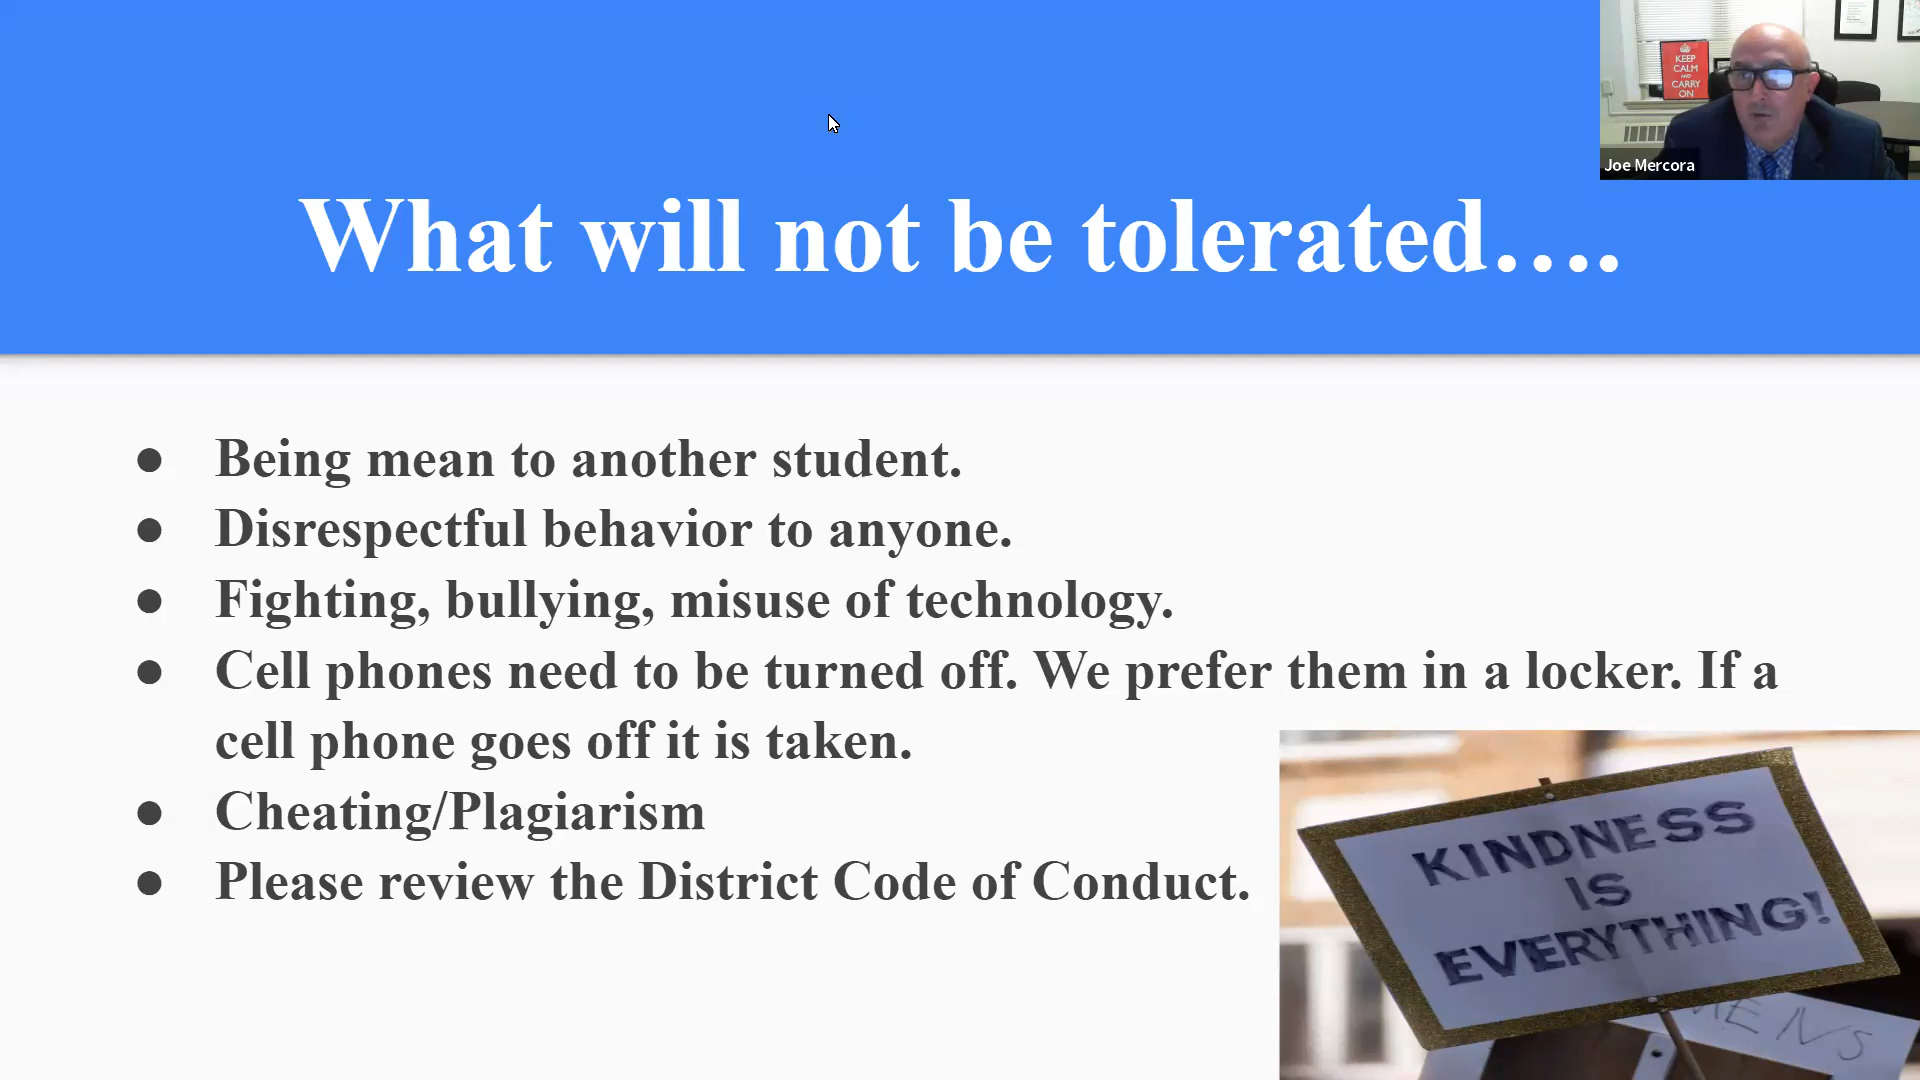 KEEP
CALM
AND
CARRY
ON
Joe Mercora
What will not be tolerated….
● Being mean to another student.
● Disrespectful behavior to anyone.
● Fighting, bullying, misuse of technology.
● Cell phones need to be turned off. We prefer them in a locker. If a
cell phone goes off it is taken.
● Cheating/Plagiarism
● Please review the District Code of Conduct.
KINDNESS
IS
EVERYTHING!